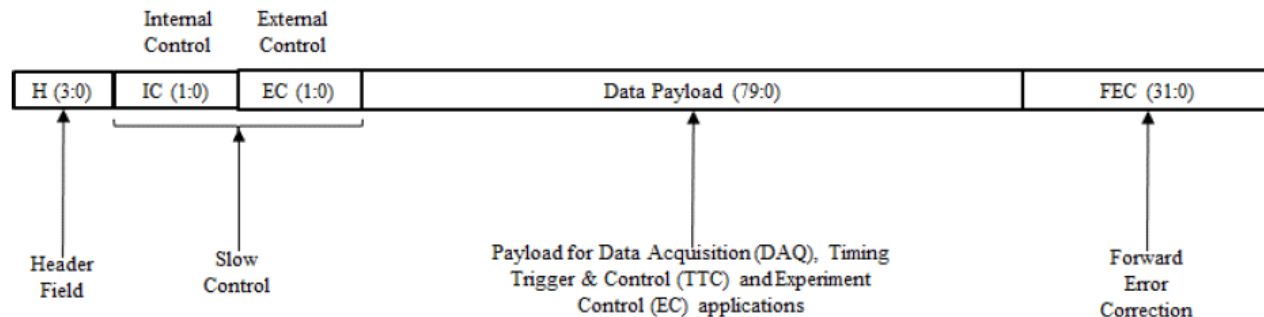 Internal
Control
External
Control
H (3:0)
IC (1:0)
EC (1:0)
Data Payload (79:0)
FEC (31:0)
Header
Field
Slow
Control
Payload for Data Acquisition (DAQ), Timing
Trigger & Control (TTC) and Experiment
Control (EC) applications
Forward
Error
Correction